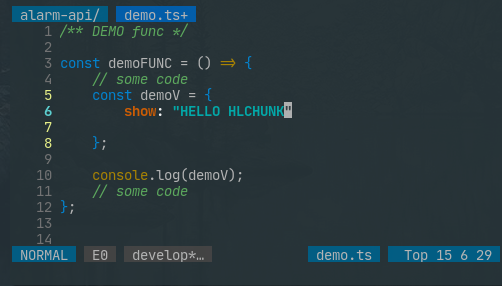 alarm-api/ demo.ts+
1 /** DEMO func */
2
3 const demoFUNC = () => {
4 // some code
5 const demoV = {
6 show: "HELLO HLCHUNK"
7
8 };
9
10 console.log(demoV);
11 // some code
12 };
13
14
NORMAL E0 develop*… demo.ts Top 15 6 29